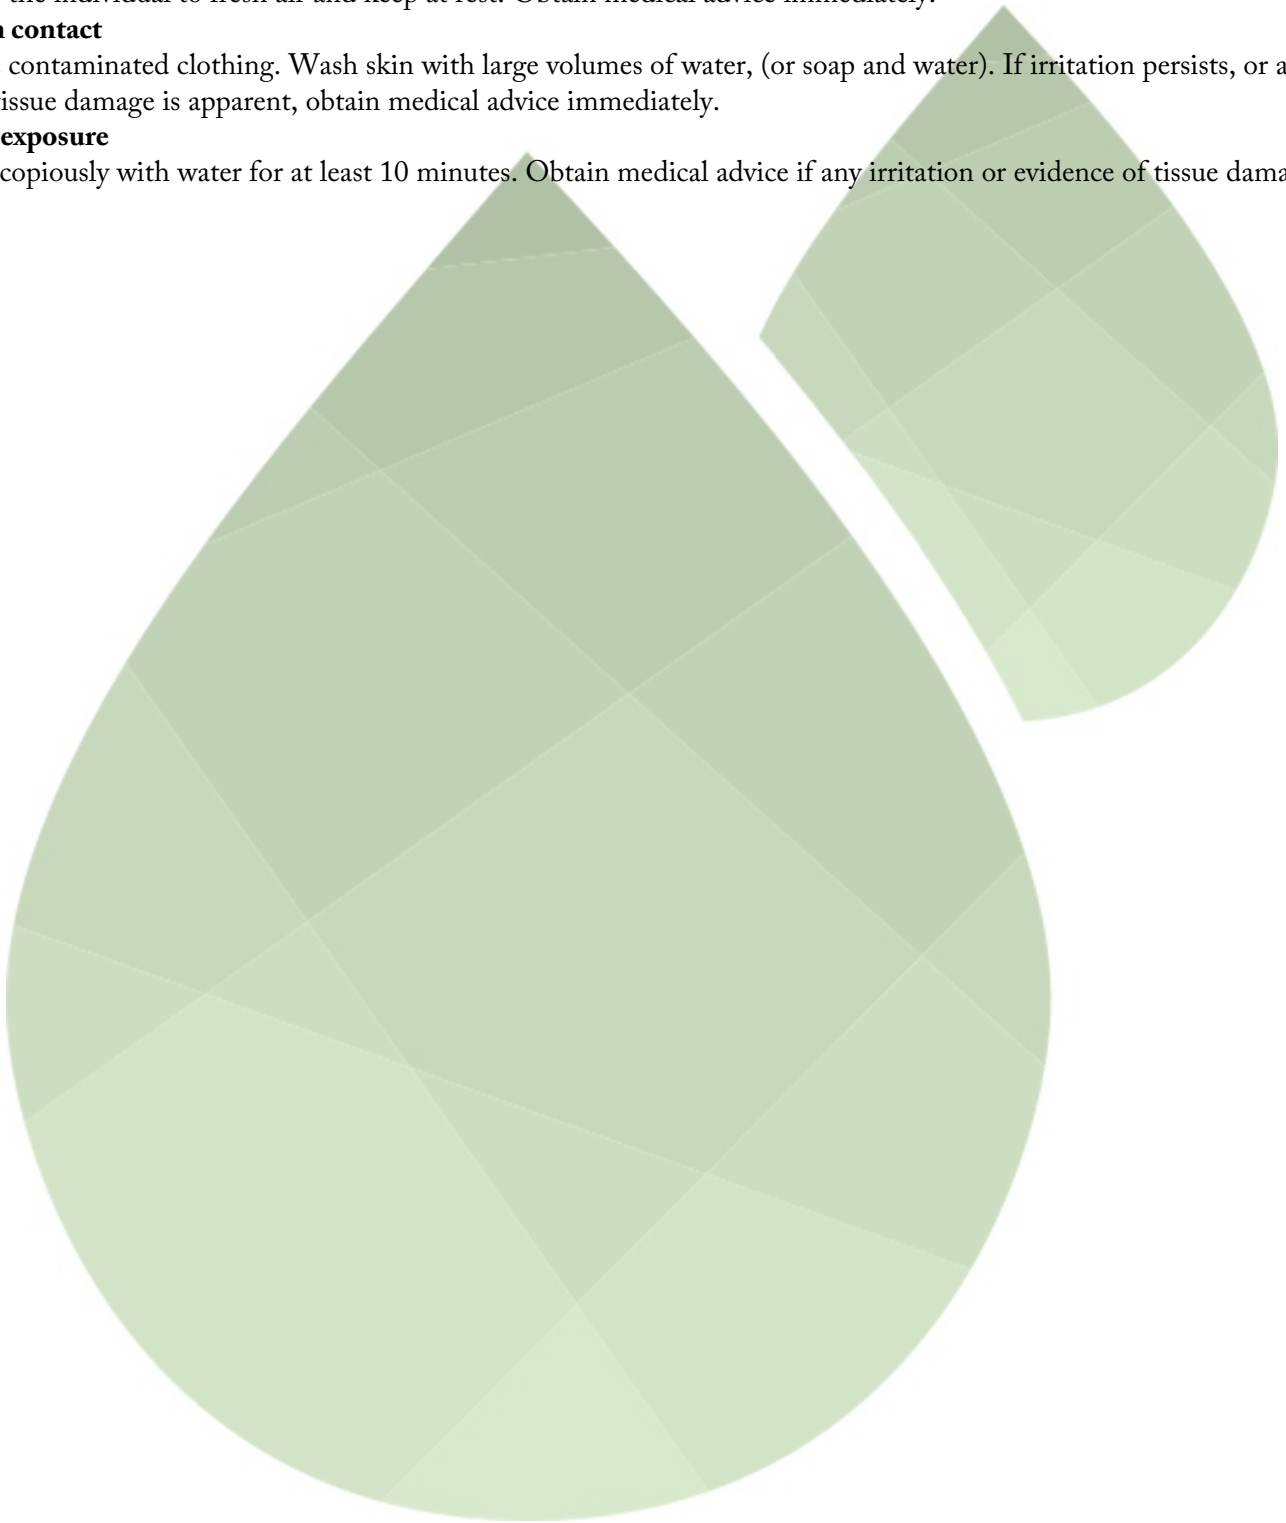 the individual to fresh air and keep at rest. Obtain medical advice immediately.
contact
contaminated clothing. Wash skin with large volumes of water, (or soap and water). If irritation persists, or
tissue damage is apparent, obtain medical advice immediately.
exposure
copiously with water for at least 10 minutes. Obtain medical advice if any irritation or evidence of tissue